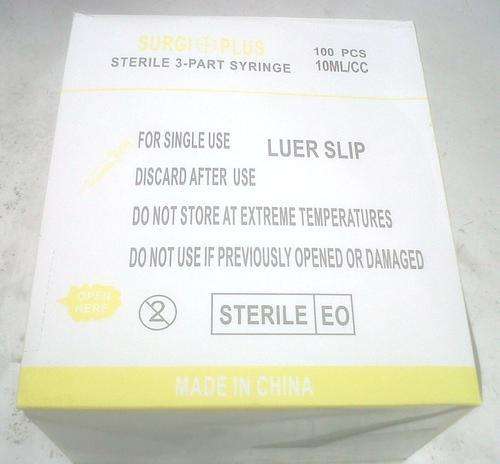 SURGI PLUS
100 PCS
STERILE 3-PART SYRINGE
10ML/CC
FOR SINGLE USE
LUER SLIP
DISCARD AFTER USE
DO NOT STORE AT EXTREME TEMPERATURES
DO NOT USE IF PREVIOUSLY OPENED OR DAMAGED
OPEN
HERE
2
STERILE EO
MADE IN CHINA